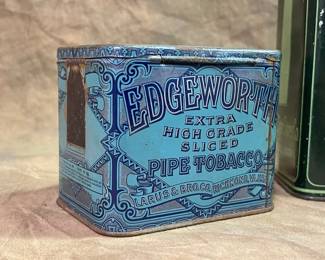 EDGEWORTH
EXTRA
HIGH GRADE
SLICED
PIPE TOBACCO
LARUS & BRO. CO. RICHMOND, VA.